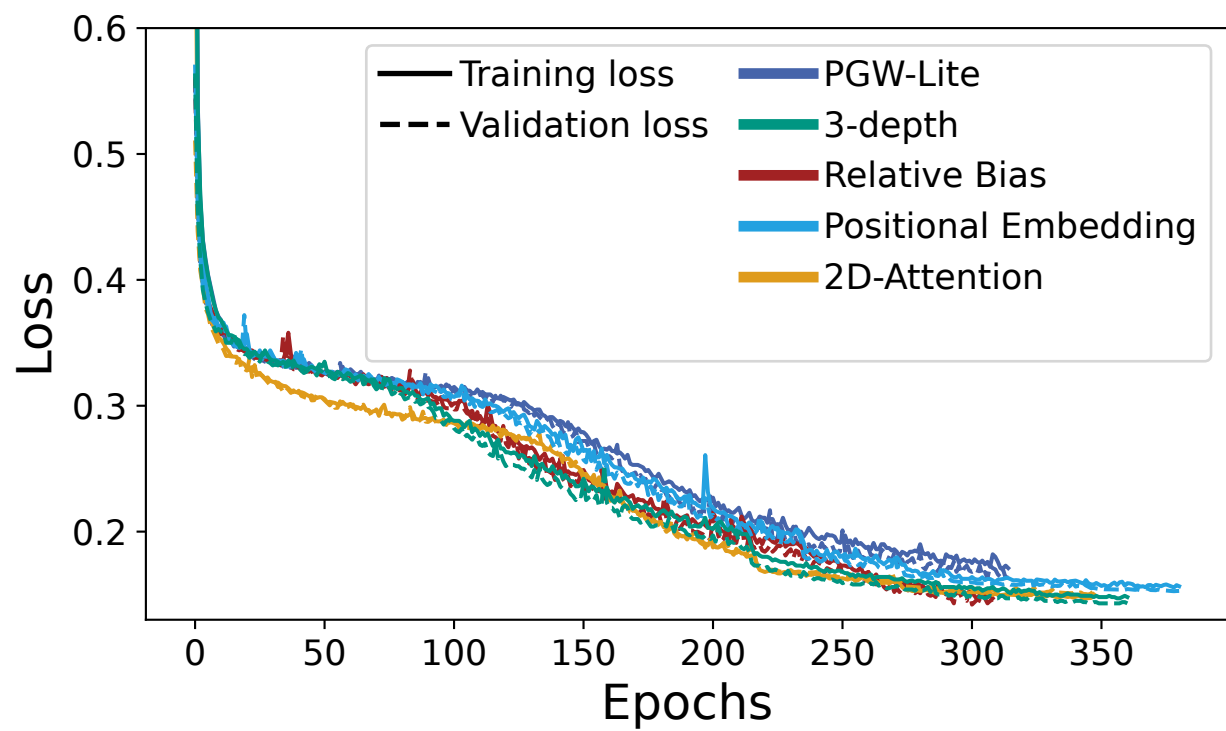 0.6
0.5
0.4
0.3
0.2
Loss
Training loss
Validation loss
PGW-Lite
3-depth
Relative Bias
Positional Embedding
2D-Attention
0 50 100 150 200 250 300 350
Epochs